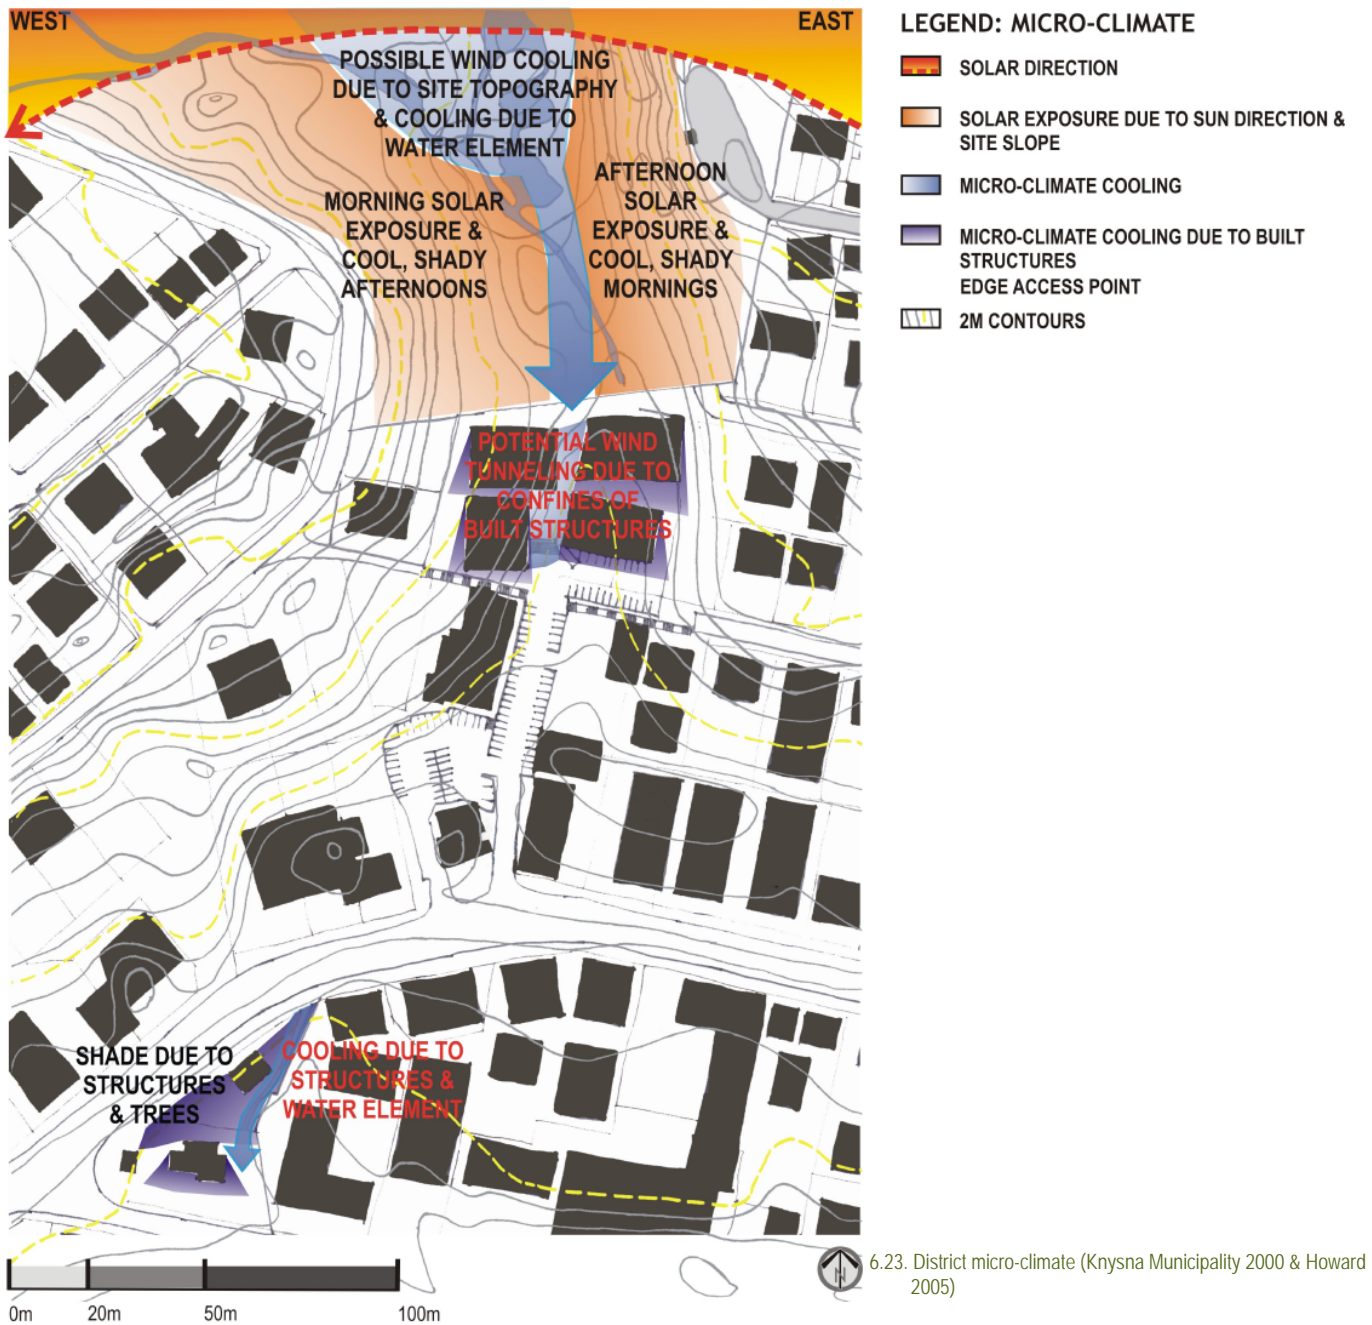 WEST
EAST
POSSIBLE WIND COOLING
DUE TO SITE TOPOGRAPHY
& COOLING DUE TO
WATER ELEMENT
MORNING SOLAR
EXPOSURE &
COOL, SHADY
AFTERNOONS
AFTERNOON
SOLAR
EXPOSURE &
COOL, SHADY
MORNINGS
POTENTIAL WIND
TUNNELING DUE TO
CONFINES OF
BUILT STRUCTURES
SHADE DUE TO
STRUCTURES
& TREES
COOLING DUE TO
STRUCTURES &
WATER ELEMENT
0m
20m
50m
100m
N
LEGEND: MICRO-CLIMATE
SOLAR DIRECTION
SOLAR EXPOSURE DUE TO SUN DIRECTION &
SITE SLOPE
MICRO-CLIMATE COOLING
MICRO-CLIMATE COOLING DUE TO BUILT
STRUCTURES
EDGE ACCESS POINT
2M CONTOURS
6.23. District micro-climate (Knysna Municipality 2000 & Howard
2005)